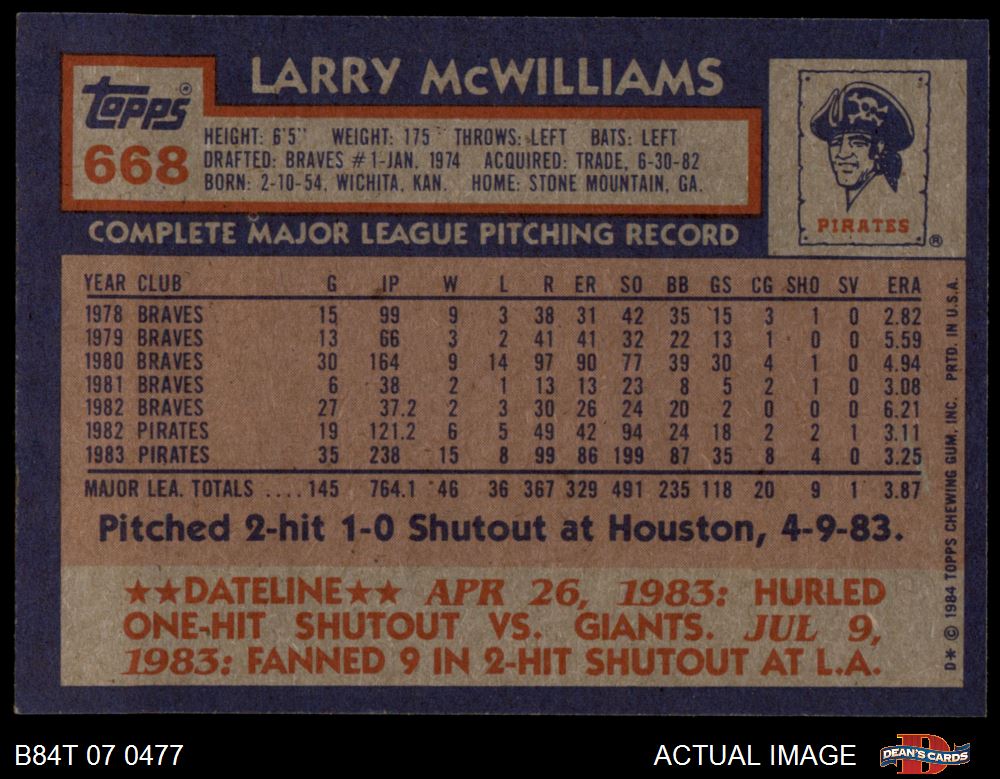 LARRY McWILLIAMS
topps®
668
HEIGHT: 6'5" WEIGHT: 175 THROWS: LEFT BATS: LEFT
DRAFTED: BRAVES #1-JAN. 1974 ACQUIRED: TRADE, 6-30-82
BORN: 2-10-54, WICHITA, KAN. HOME: STONE MOUNTAIN, GA.
PIRATES ®
COMPLETE MAJOR LEAGUE PITCHING RECORD
YEAR CLUB G IP W L R ER SO BB GS CG SHO SV ERA
1978 BRAVES 15 99 9 3 38 31 42 35 15 3 1 0 2.82
1979 BRAVES 13 66 3 2 41 41 32 22 13 1 0 0 5.59
1980 BRAVES 30 164 9 14 97 90 77 39 30 4 1 0 4.94
1981 BRAVES 6 38 2 1 13 13 23 8 5 2 1 0 3.08
1982 BRAVES 27 37.2 2 3 30 26 24 20 2 0 0 0 6.21
1982 PIRATES 19 121.2 6 5 49 42 94 24 18 2 2 1 3.11
1983 PIRATES 35 238 15 8 99 86 199 87 35 8 4 0 3.25
MAJOR LEA. TOTALS ....145 764.1 46 36 367 329 491 235 118 20 9 1 3.87
Pitched 2-hit 1-0 Shutout at Houston, 4-9-83.
★★DATELINE★★ APR 26, 1983: HURLED
ONE-HIT SHUTOUT VS. GIANTS. JUL 9,
1983: FANNED 9 IN 2-HIT SHUTOUT AT L.A.
D* © 1984 TOPPS CHEWING GUM, INC. PRTD. IN U.S.A.
B84T 07 0477
ACTUAL IMAGE
DEAN'S CARDS